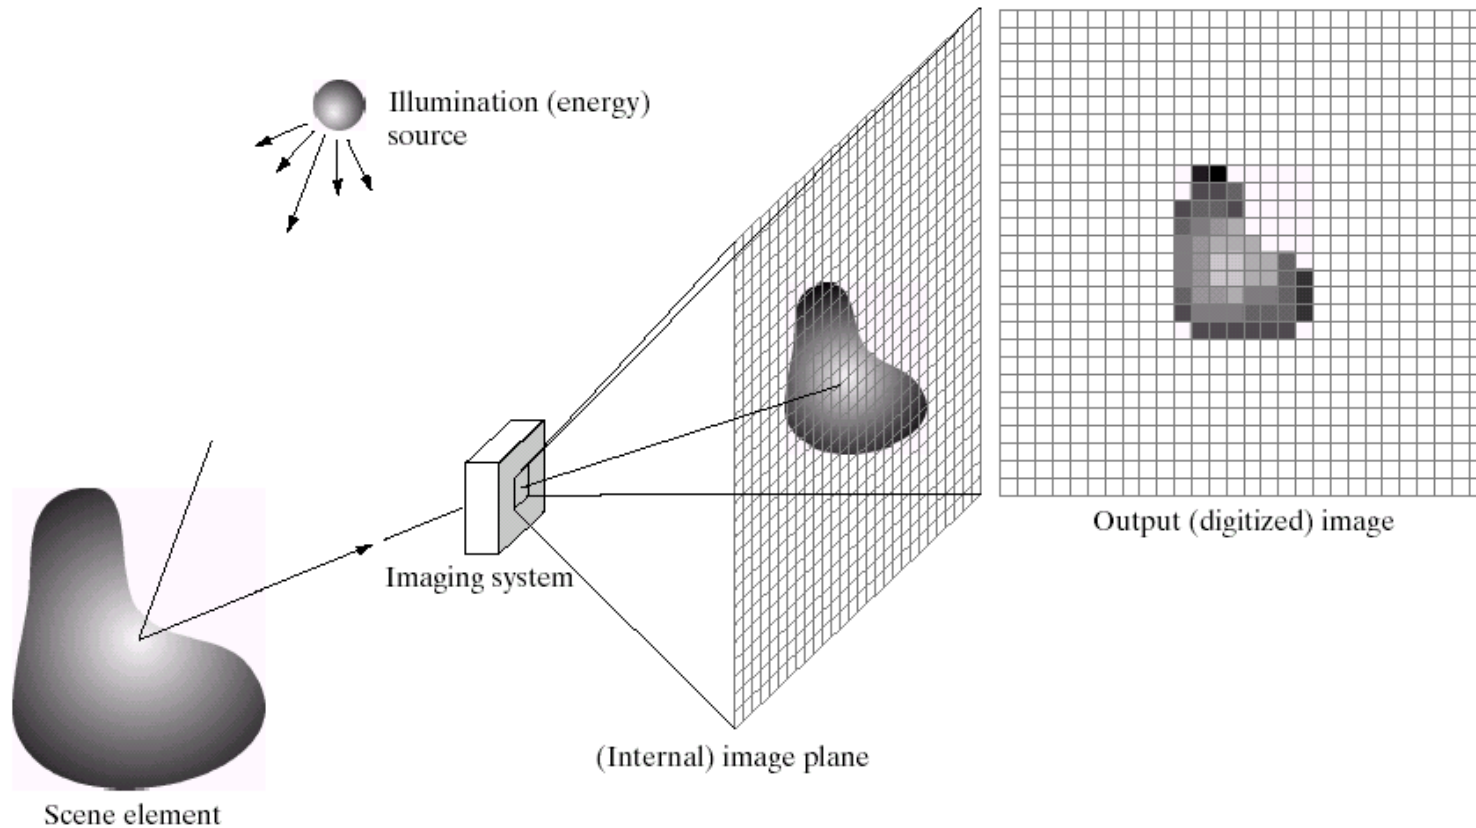 Illumination (energy)
source
Output (digitized) image
Imaging system
(Internal) image plane
Scene element